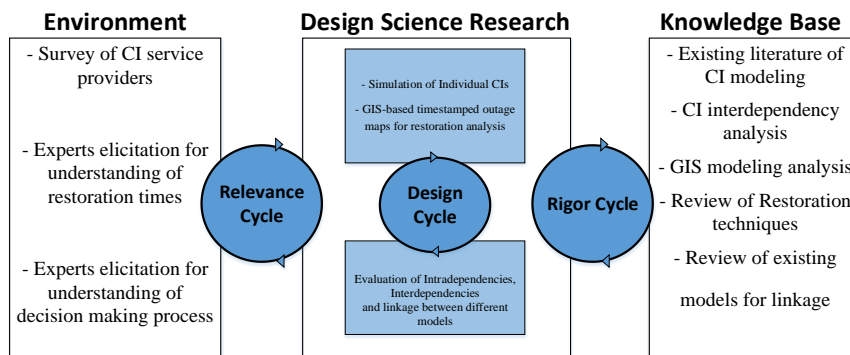 Environment
- Survey of CI service
providers
- Experts elicitation for
understanding of
restoration times
- Experts elicitation for
understanding of
decision making process
Relevance
Cycle
Design Science Research
- Simulation of Individual CIs
- GIS-based timestamped outage
maps for restoration analysis
Design
Cycle
Evaluation of Intradependencies,
Interdependencies
and linkage between different
models
Rigor Cycle
Knowledge Base
- Existing literature of
CI modeling
- CI interdependency
analysis
- GIS modeling analysis
- Review of Restoration
techniques
- Review of existing
models for linkage